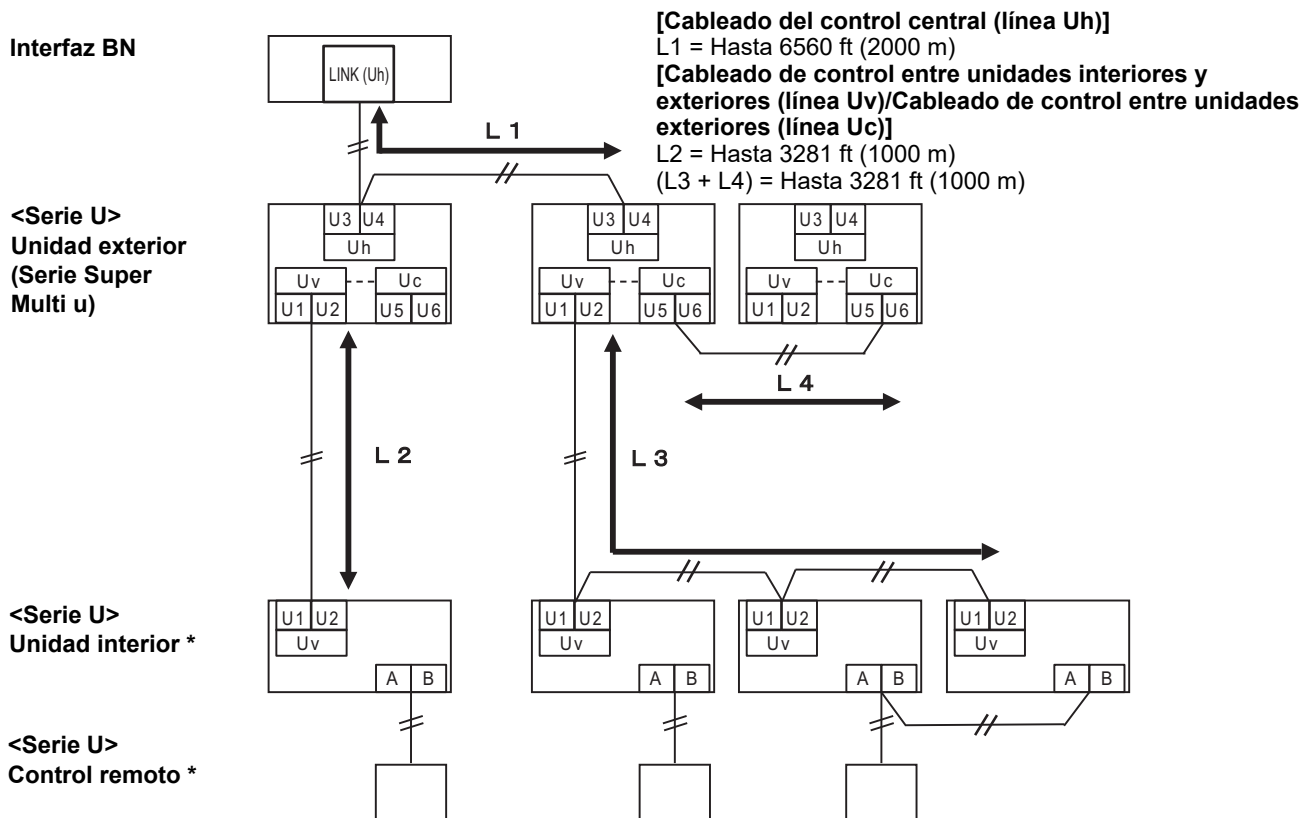 Interfaz BN
LINK (Uh)
[Cableado del control central (línea Uh)]
L1 = Hasta 6560 ft (2000 m)
[Cableado de control entre unidades interiores y
exteriores (línea Uv)/Cableado de control entre unidades
exteriores (línea Uc)]
L2 = Hasta 3281 ft (1000 m)
(L3 + L4) = Hasta 3281 ft (1000 m)
L 1
<Serie U>
Unidad exterior
(Serie Super
Multi u)
U3 U4
Uh
Uv Uc
U1 U2 U5 U6
U3 U4
Uh
Uv Uc
U1 U2 U5 U6
U3 U4
Uh
Uv Uc
U1 U2 U5 U6
L 4
L 2
L 3
<Serie U>
Unidad interior *
U1 U2
Uv
A B
U1 U2
Uv
A B
U1 U2
Uv
A B
U1 U2
Uv
A B
<Serie U>
Control remoto *